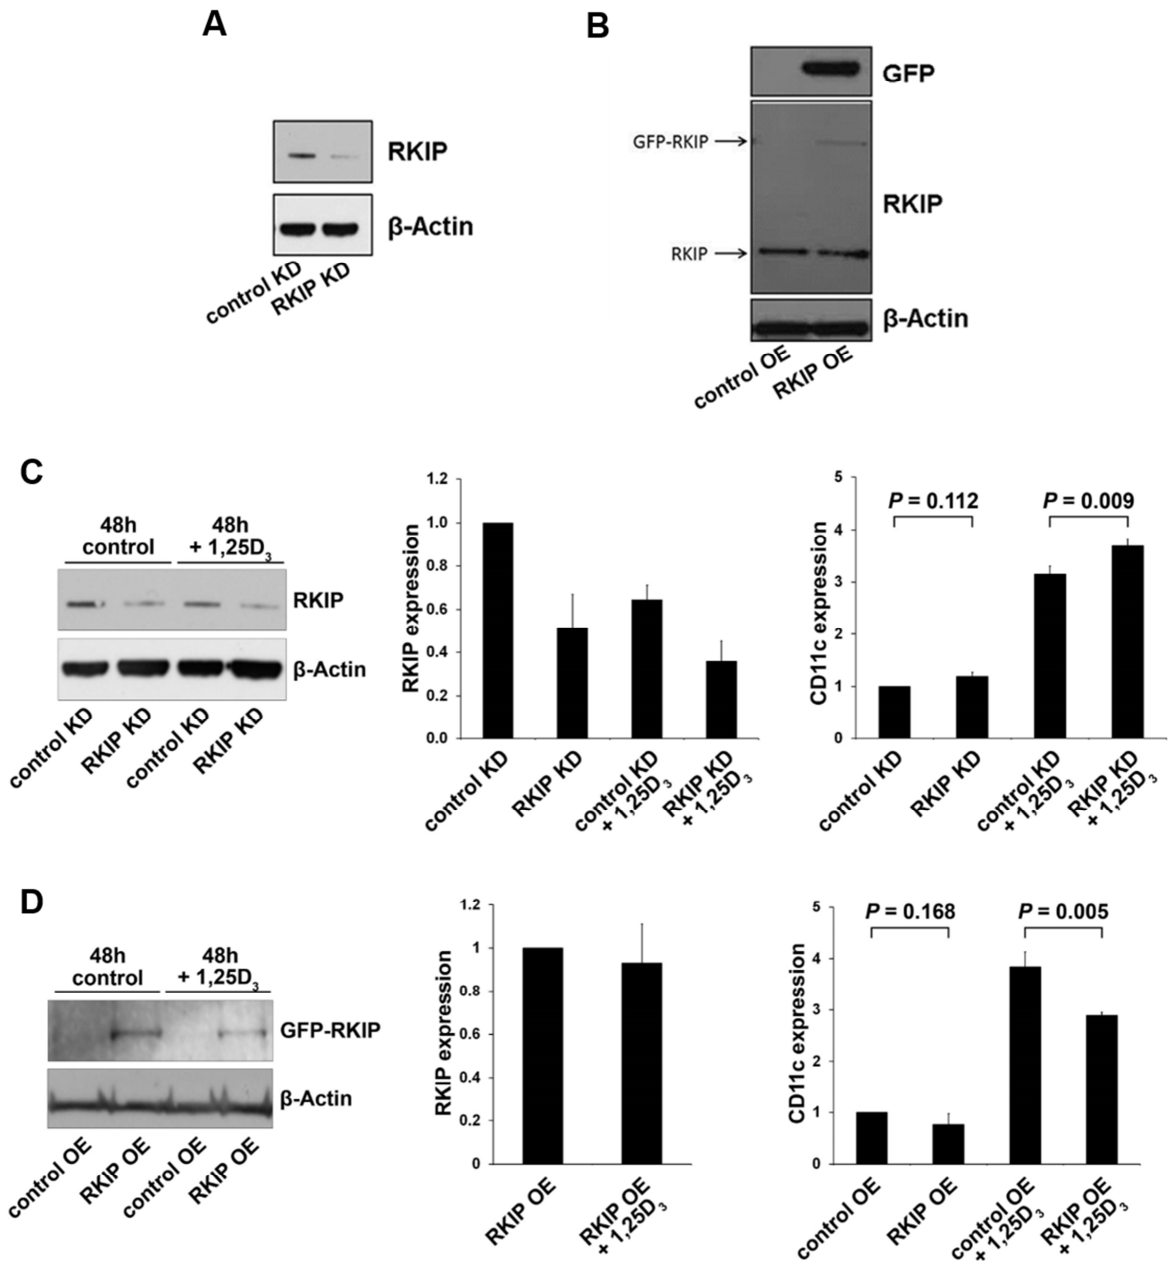 A
RKIP
β-Actin
control KD
RKIP KD
B
GFP
GFP-RKIP
RKIP
RKIP
β-Actin
control OE
RKIP OE
C
48h
control
48h
+ 1,25D3
RKIP
β-Actin
control KD
RKIP KD
control KD
RKIP KD
RKIP expression
1.2
1.0
0.8
0.6
0.4
0.2
0.0
control KD
RKIP KD
control KD
+ 1,25D3
RKIP KD
+ 1,25D3
CD11c expression
5
4
3
2
1
0
P = 0.112
P = 0.009
control KD
RKIP KD
control KD
+ 1,25D3
RKIP KD
+ 1,25D3
D
48h
control
48h
+ 1,25D3
GFP-RKIP
β-Actin
control OE
RKIP OE
control OE
RKIP OE
RKIP expression
1.2
1
0.8
0.6
0.4
0.2
0
RKIP OE
RKIP OE
+ 1,25D3
CD11c expression
5
4
3
2
1
0
P = 0.168
P = 0.005
control OE
RKIP OE
control OE
+ 1,25D3
RKIP OE
+ 1,25D3